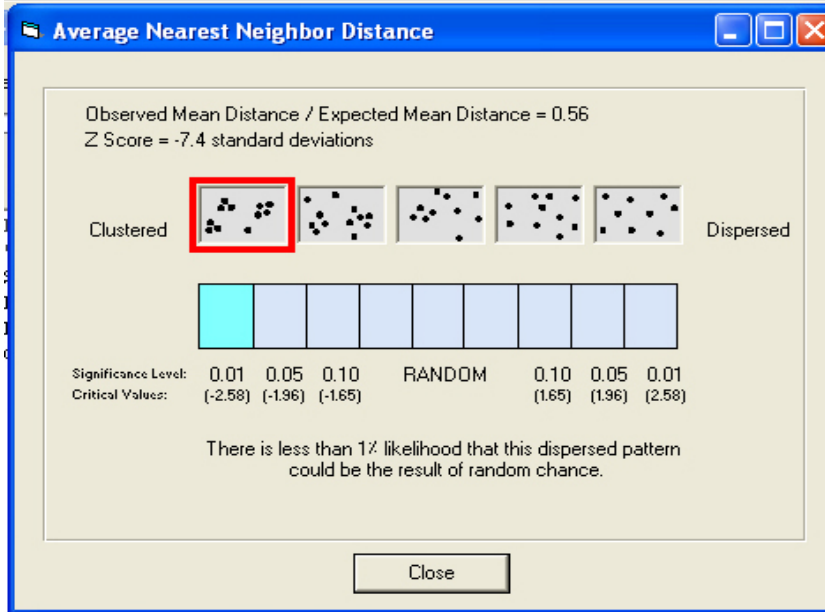 Average Nearest Neighbor Distance
Observed Mean Distance / Expected Mean Distance = 0.56
Z Score = -7.4 standard deviations
Clustered Dispersed
Significance Level: 0.01 0.05 0.10 RANDOM 0.10 0.05 0.01
Critical Values: (-2.58) (-1.96) (-1.65) (1.65) (1.96) (2.58)
There is less than 1% likelihood that this dispersed pattern
could be the result of random chance.
Close